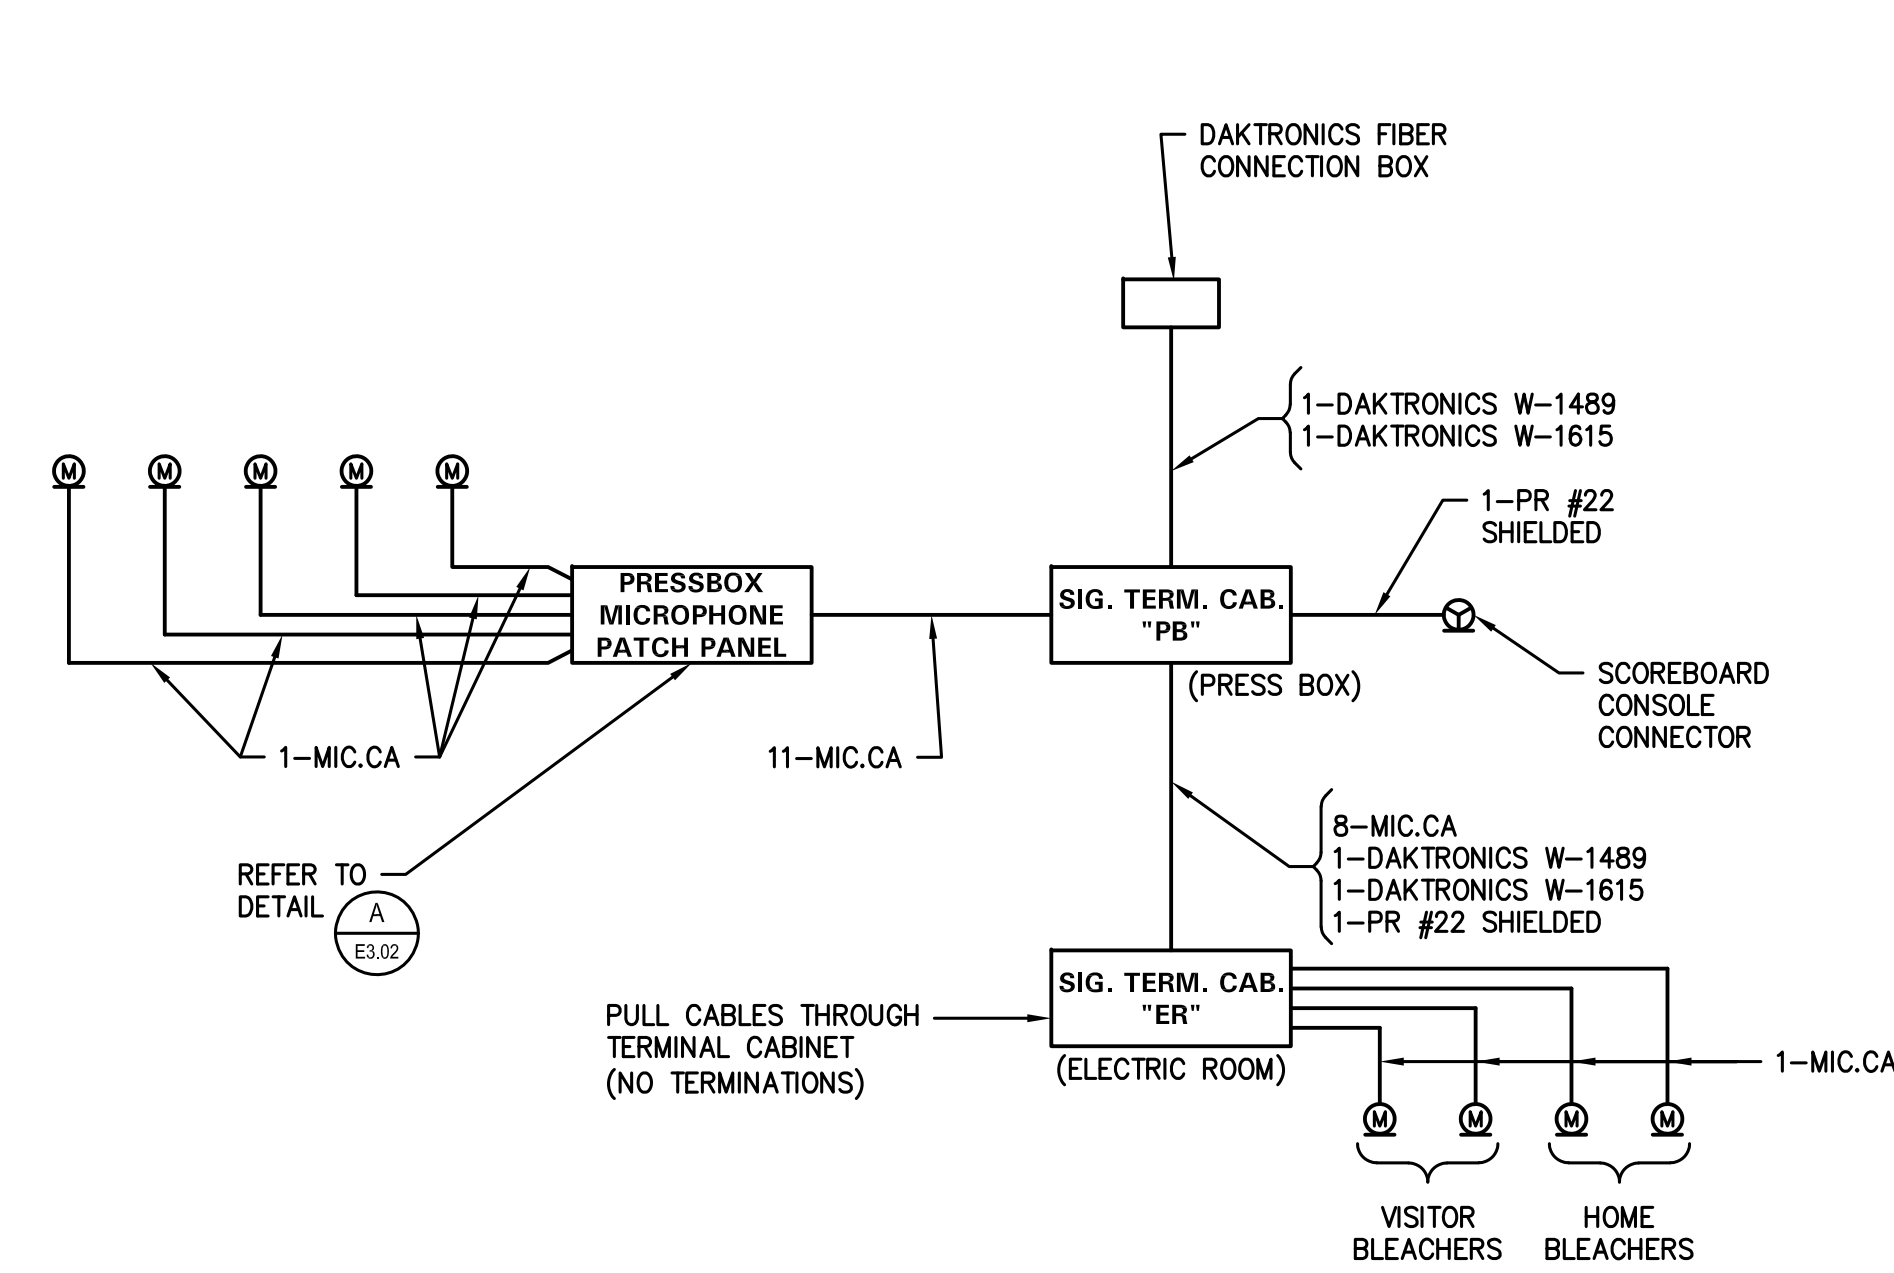 DAKTRONICS FIBER
CONNECTION BOX
1-DAKTRONICS W-1489
1-DAKTRONICS W-1615
M M M M M
1-PR #22
SHIELDED
PRESSBOX
MICROPHONE
PATCH PANEL
SIG. TERM. CAB.
"PB"
(PRESS BOX)
SCOREBOARD
CONSOLE
CONNECTOR
1-MIC.CA
11-MIC.CA
8-MIC.CA
1-DAKTRONICS W-1489
1-DAKTRONICS W-1615
1-PR #22 SHIELDED
REFER TO
DETAIL
A
E3.02
SIG. TERM. CAB.
"ER"
(ELECTRIC ROOM)
PULL CABLES THROUGH
TERMINAL CABINET
(NO TERMINATIONS)
1-MIC.CA
M M M M
VISITOR
BLEACHERS
HOME
BLEACHERS